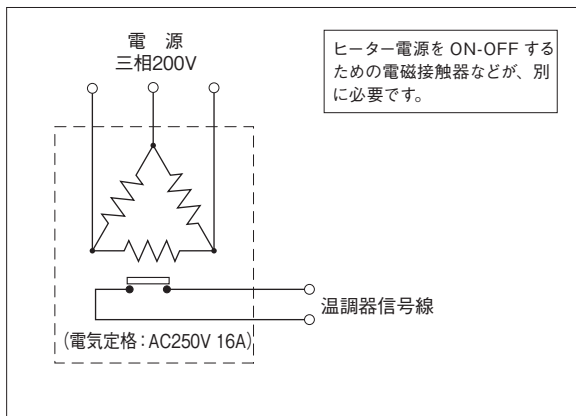 電　源
三相200V
ヒーター電源を ON-OFF する
ための電磁接触器などが、別
に必要です。
温調器信号線
(電気定格：AC250V 16A)